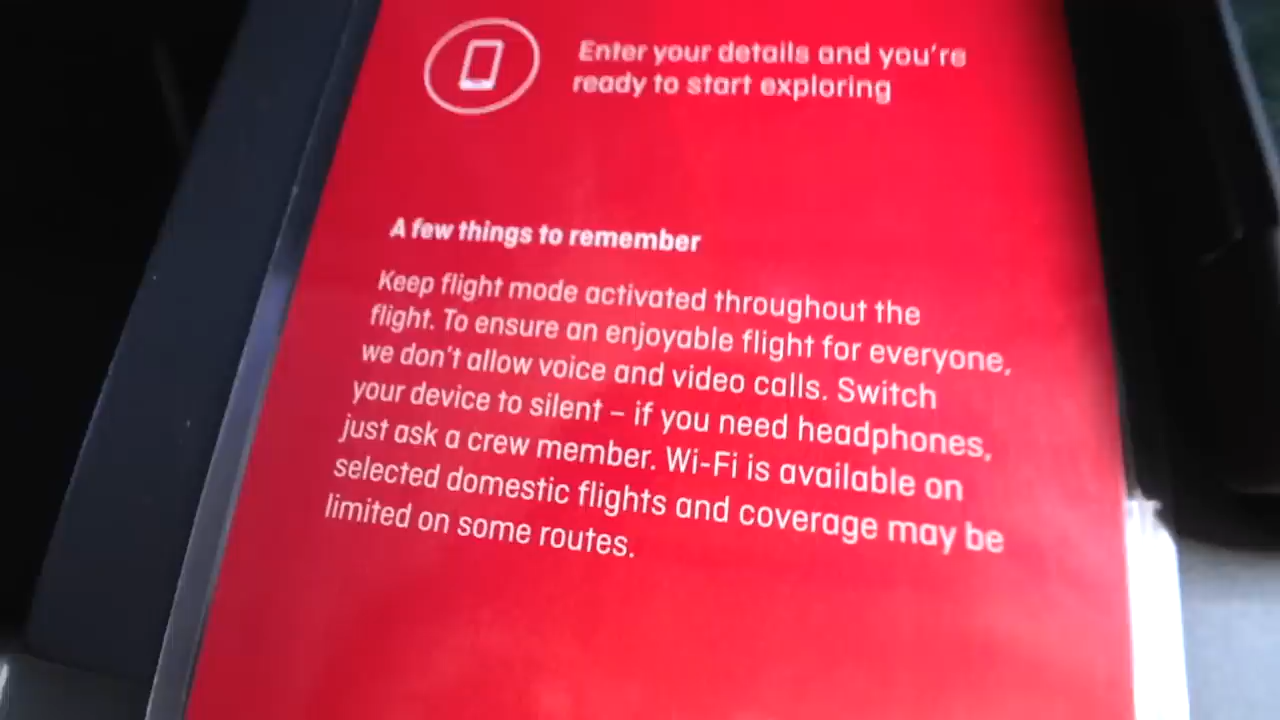 Enter your details and you're
ready to start exploring
A few things to remember
Keep flight mode activated throughout the
flight. To ensure an enjoyable flight for everyone,
we don't allow voice and video calls. Switch
your device to silent – if you need headphones,
just ask a crew member. Wi-Fi is available on
selected domestic flights and coverage may be
limited on some routes.